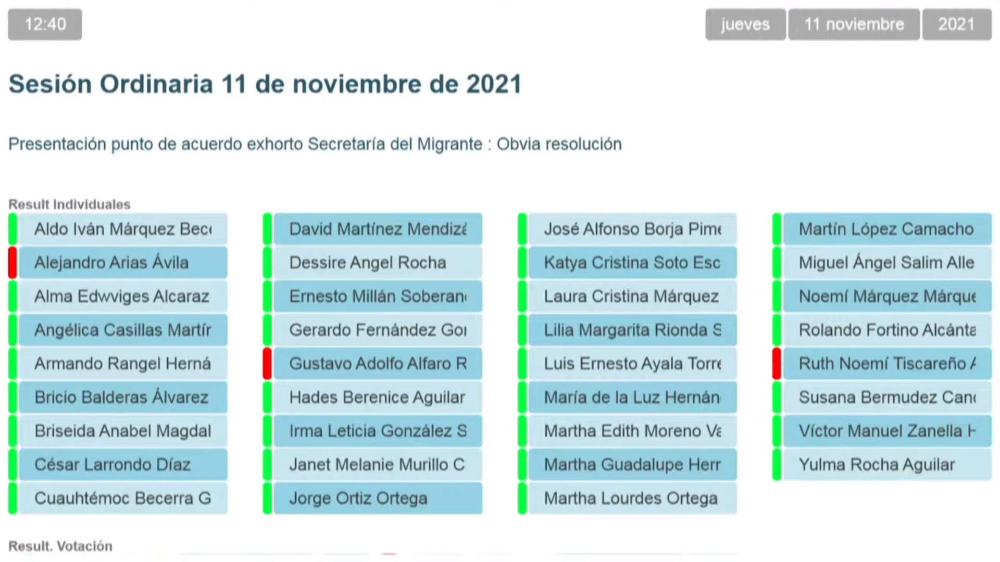 12:40 jueves 11 noviembre 2021
Sesión Ordinaria 11 de noviembre de 2021
Presentación punto de acuerdo exhorto Secretaría del Migrante : Obvia resolución
Result Individuales
Aldo Iván Márquez Bec
Alejandro Arias Ávila
Alma Edwviges Alcaraz
Angélica Casillas Martír
Armando Rangel Herná
Bricio Balderas Álvarez
Briseida Anabel Magdal
César Larrondo Díaz
Cuauhtémoc Becerra G
David Martínez Mendizá
Dessire Angel Rocha
Ernesto Millán Soberan
Gerardo Fernández Gor
Gustavo Adolfo Alfaro R
Hades Berenice Aguilar
Irma Leticia González S
Janet Melanie Murillo C
Jorge Ortiz Ortega
José Alfonso Borja Pime
Katya Cristina Soto Esc
Laura Cristina Márquez
Lilia Margarita Rionda S
Luis Ernesto Ayala Torre
María de la Luz Hernán
Martha Edith Moreno Va
Martha Guadalupe Herr
Martha Lourdes Ortega
Martín López Camacho
Miguel Ángel Salim Alle
Noemí Márquez Márque
Rolando Fortino Alcánta
Ruth Noemí Tiscareño A
Susana Bermudez Can
Víctor Manuel Zanella H
Yulma Rocha Aguilar
Result. Votación